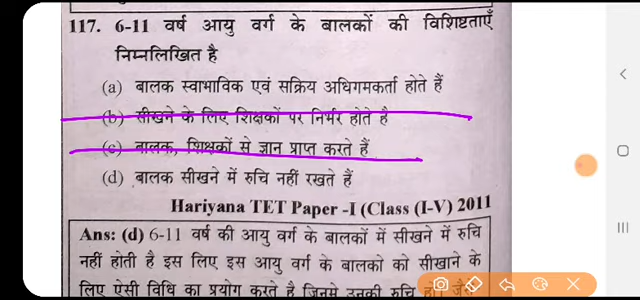 117. 6-11 वर्ष आयु वर्ग के बालकों की विशिष्टताएँ
निम्नलिखित है
(a) बालक स्वाभाविक एवं सक्रिय अधिगमकर्ता होते हैं
(b) सीखने के लिए शिक्षकों पर निर्भर होते है
(c) बालक, शिक्षकों से ज्ञान प्राप्त करते हैं
(d) बालक सीखने में रुचि नहीं रखते हैं
Hariyana TET Paper -I (Class (I-V) 2011
Ans: (d) 6-11 वर्ष की आयु वर्ग के बालकों में सीखने में रुचि
नहीं होती है इस लिए इस आयु वर्ग के बालको को सीखाने के
लिए ऐसी विधि का प्रयोग करते है जिनसे उनकी रुचि